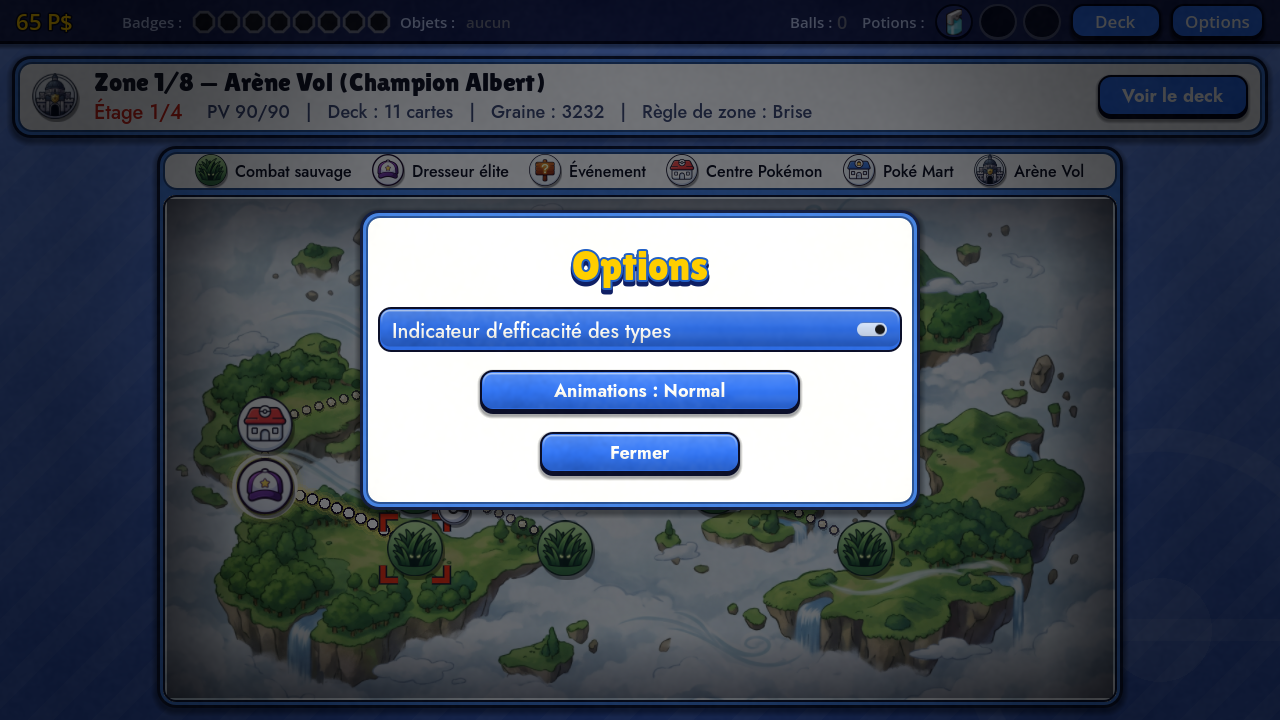 65 P$ Badges : Objets : aucun Balls : 0 Potions : Deck Options
Zone 1/8 — Arène Vol (Champion Albert)
Étage 1/4 PV 90/90 | Deck : 11 cartes | Graine : 3232 | Règle de zone : Brise
Voir le deck
Combat sauvage Dresseur élite Événement Centre Pokémon Poké Mart Arène Vol
Options
Indicateur d'efficacité des types
Animations : Normal
Fermer